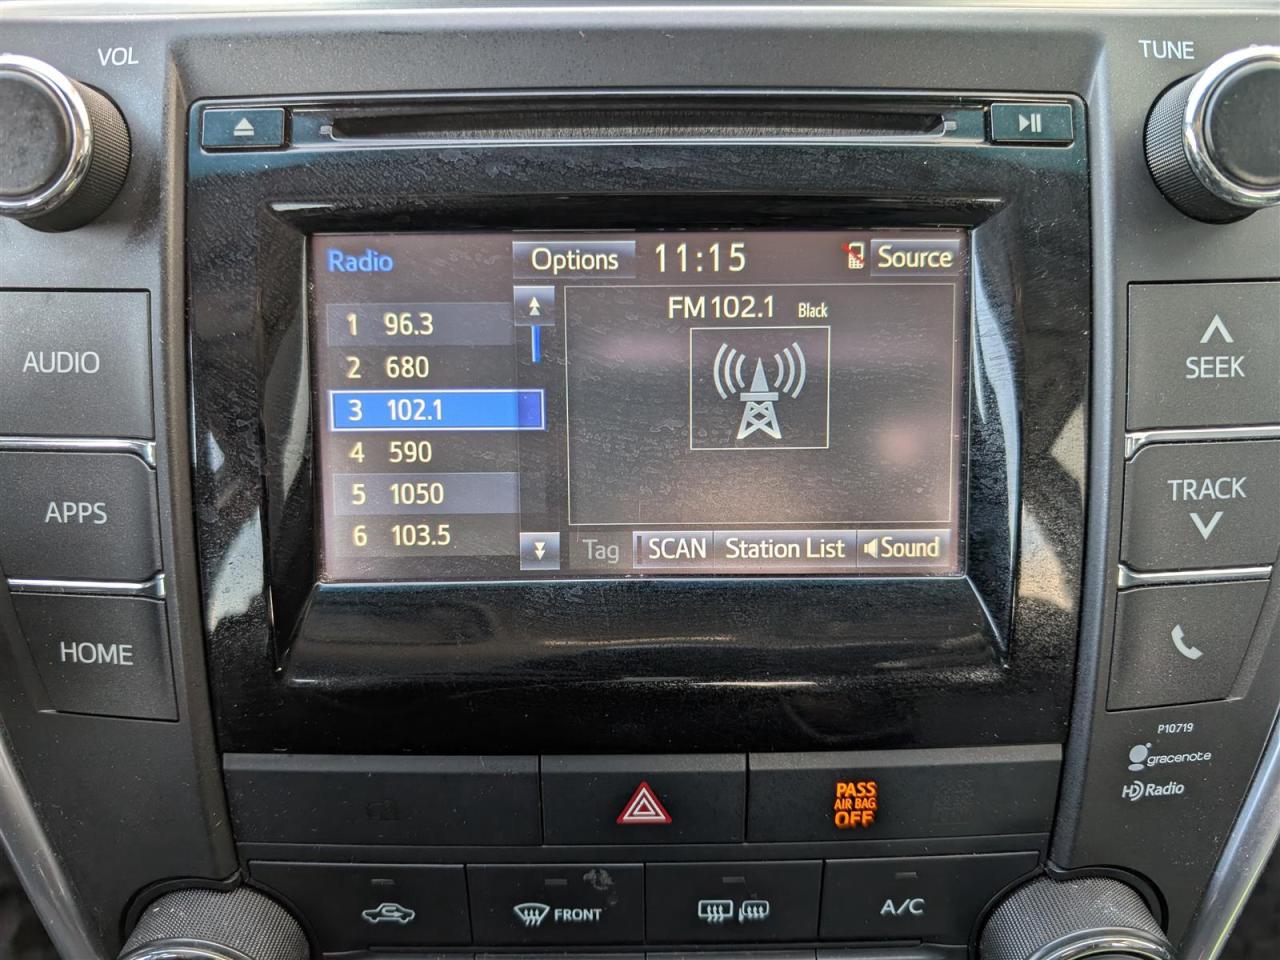 VOL
TUNE
Radio
Options
11:15
Source
1 96.3
2 680
3 102.1
4 590
5 1050
6 103.5
FM 102.1 Black
Tag
SCAN
Station List
Sound
AUDIO
APPS
HOME
SEEK
TRACK
P10719
gracenote
HD Radio
PASS
AIR BAG
OFF
FRONT
A/C